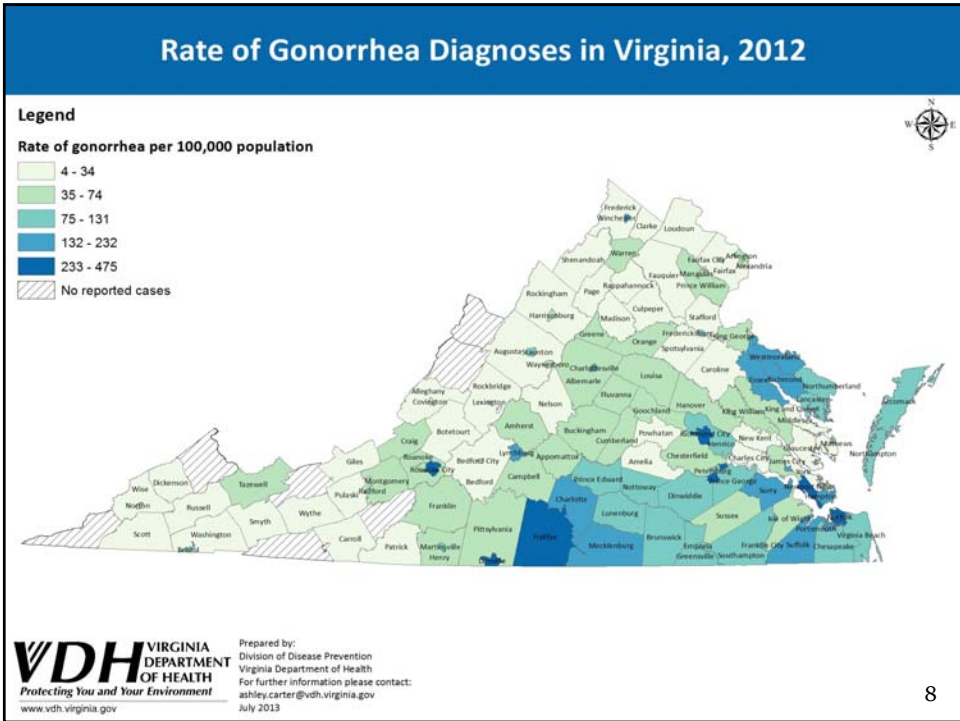 Rate of Gonorrhea Diagnoses in Virginia, 2012
Legend
Rate of gonorrhea per 100,000 population
4 - 34
35 - 74
75 - 131
132 - 232
233 - 475
No reported cases
N
W E
S
Frederick
Winchester
Clarke
Loudoun
Shenandoah
Warren
Fairfax City
Arlington
Alexandria
Fairfax
Fauquier
Manassas
Prince William
Rappahannock
Page
Rockingham
Culpeper
Madison
Stafford
Harrisonburg
Greene
Orange
Fredericksburg
King George
Spotsylvania
Augusta
Staunton
Westmoreland
Waynesboro
Charlottesville
Albemarle
Louisa
Caroline
Essex
Richmond
Northumberland
Lancaster
Accomack
Northampton
Alleghany
Covington
Rockbridge
Lexington
Nelson
Fluvanna
Goochland
Hanover
King William
King and Queen
Middlesex
Mathews
Gloucester
Botetourt
Amherst
Buckingham
Cumberland
Powhatan
Richmond City
Henrico
New Kent
Charles City
James City
York
Craig
Roanoke
Roanoke City
Bedford City
Bedford
Lynchburg
Appomattox
Campbell
Amelia
Chesterfield
Petersburg
Prince George
Surry
Newport News
Hampton
Giles
Montgomery
Radford
Pulaski
Prince Edward
Nottoway
Dinwiddie
Sussex
Isle of Wight
Norfolk
Portsmouth
Virginia Beach
Wise
Dickenson
Norton
Russell
Tazewell
Wythe
Smyth
Scott
Washington
Bristol
Carroll
Patrick
Franklin
Martinsville
Henry
Pittsylvania
Danville
Halifax
Charlotte
Mecklenburg
Lunenburg
Brunswick
Emporia
Greensville
Southampton
Franklin City
Suffolk
Chesapeake
VDH VIRGINIA
DEPARTMENT
OF HEALTH
Protecting You and Your Environment
www.vdh.virginia.gov
Prepared by:
Division of Disease Prevention
Virginia Department of Health
For further information please contact:
ashley.carter@vdh.virginia.gov
July 2013
8